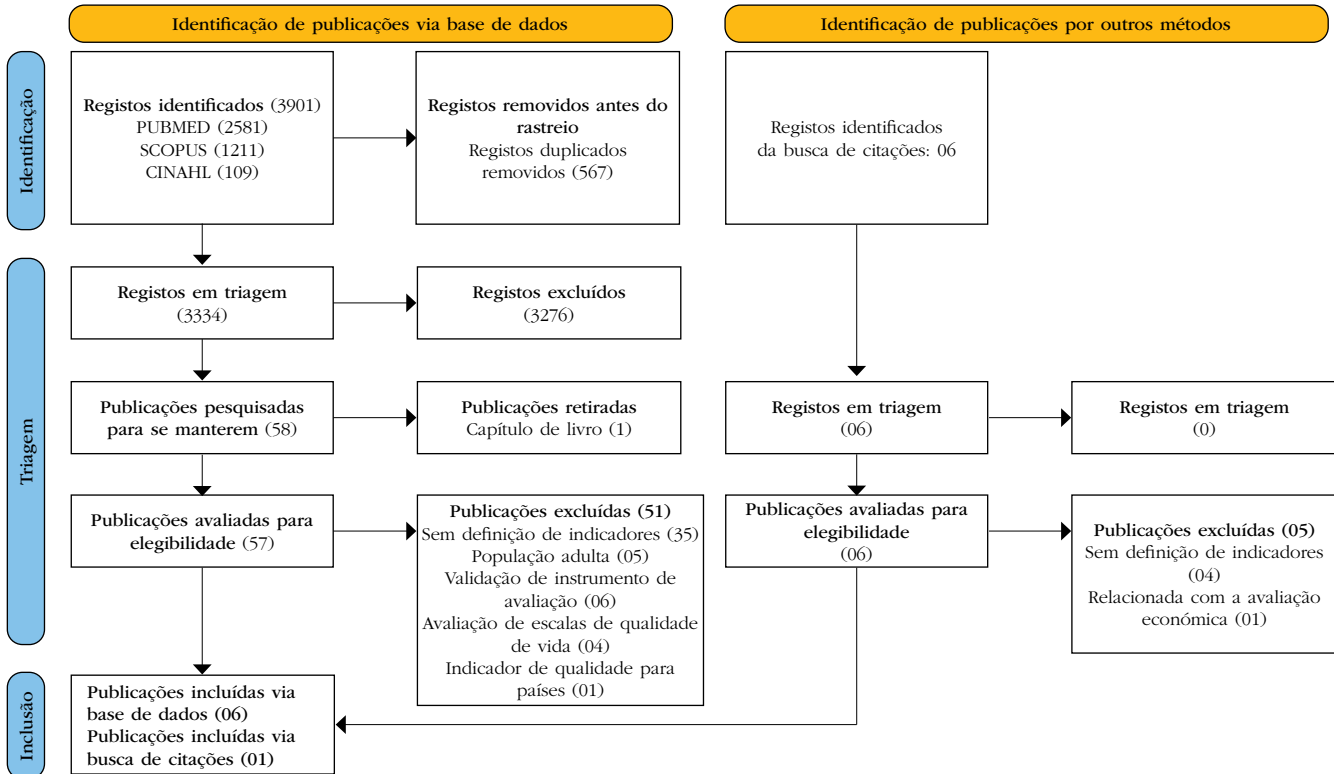 Identificação de publicações via base de dados
Identificação de publicações por outros métodos
Identificação
Registos identificados (3901)
PUBMED (2581)
SCOPUS (1211)
CINAHL (109)
Registos removidos antes do
rastreio
Registos duplicados
removidos (567)
Registos identificados
da busca de citações: 06
Triagem
Registos em triagem
(3334)
Registos excluídos
(3276)
Publicações pesquisadas
para se manterem (58)
Publicações retiradas
Capítulo de livro (1)
Registos em triagem
(06)
Registos em triagem
(0)
Publicações avaliadas para
elegibilidade (57)
Publicações excluídas (51)
Sem definição de indicadores (35)
População adulta (05)
Validação de instrumento de
avaliação (06)
Avaliação de escalas de qualidade
de vida (04)
Indicador de qualidade para
países (01)
Publicações avaliadas para
elegibilidade
(06)
Publicações excluídas (05)
Sem definição de indicadores
(04)
Relacionada com a avaliação
económica (01)
Inclusão
Publicações incluídas via
base de dados (06)
Publicações incluídas via
busca de citações (01)